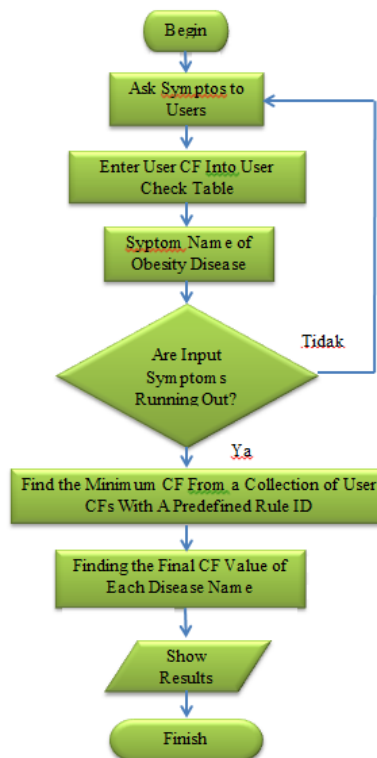 Begin
Ask Symptos to
Users
Enter User CF Into User
Check Table
Syptom Name of
Obesity Disease
Tidak
Are Input
Symptoms
Running Out?
Ya
Find the Minimum CF From a Collection of User
CFs With A Predefined Rule ID
Finding the Final CF Value of
Each Disease Name
Show
Results
Finish